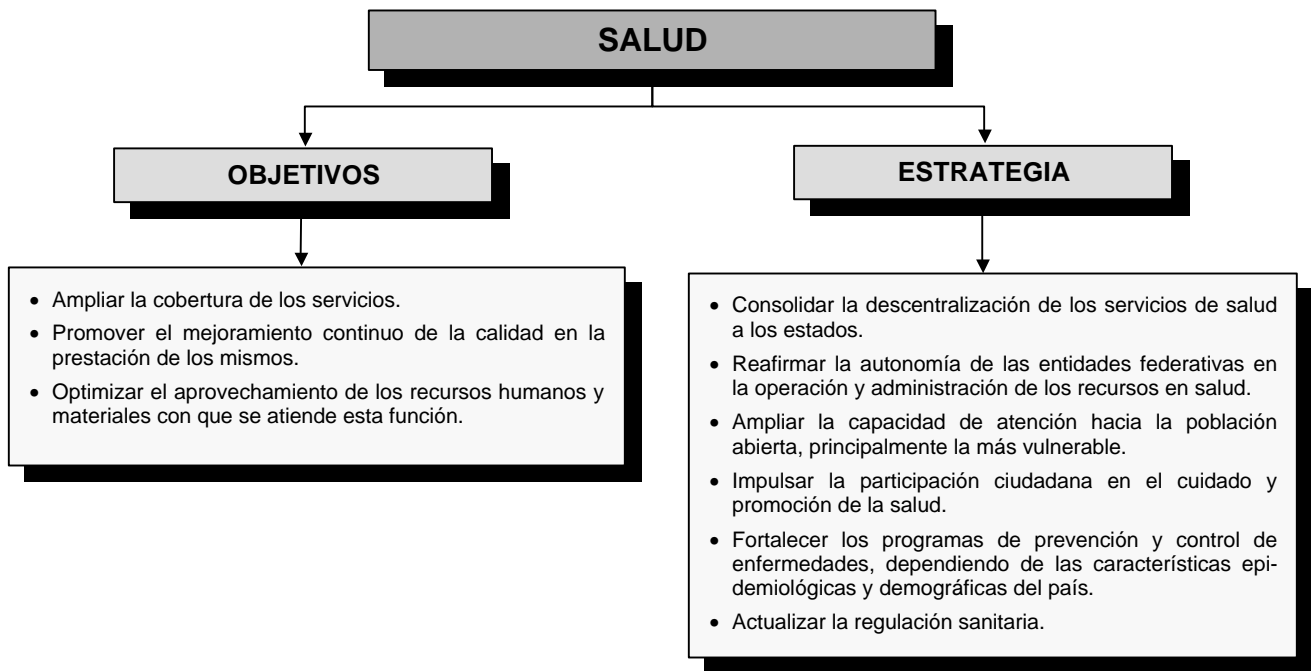 SALUD
OBJETIVOS
• Ampliar la cobertura de los servicios.
• Promover el mejoramiento continuo de la calidad en la
prestación de los mismos.
• Optimizar el aprovechamiento de los recursos humanos y
materiales con que se atiende esta función.
ESTRATEGIA
• Consolidar la descentralización de los servicios de salud
a los estados.
• Reafirmar la autonomía de las entidades federativas en
la operación y administración de los recursos en salud.
• Ampliar la capacidad de atención hacia la población
abierta, principalmente la más vulnerable.
• Impulsar la participación ciudadana en el cuidado y
promoción de la salud.
• Fortalecer los programas de prevención y control de
enfermedades, dependiendo de las características epi-
demiológicas y demográficas del país.
• Actualizar la regulación sanitaria.